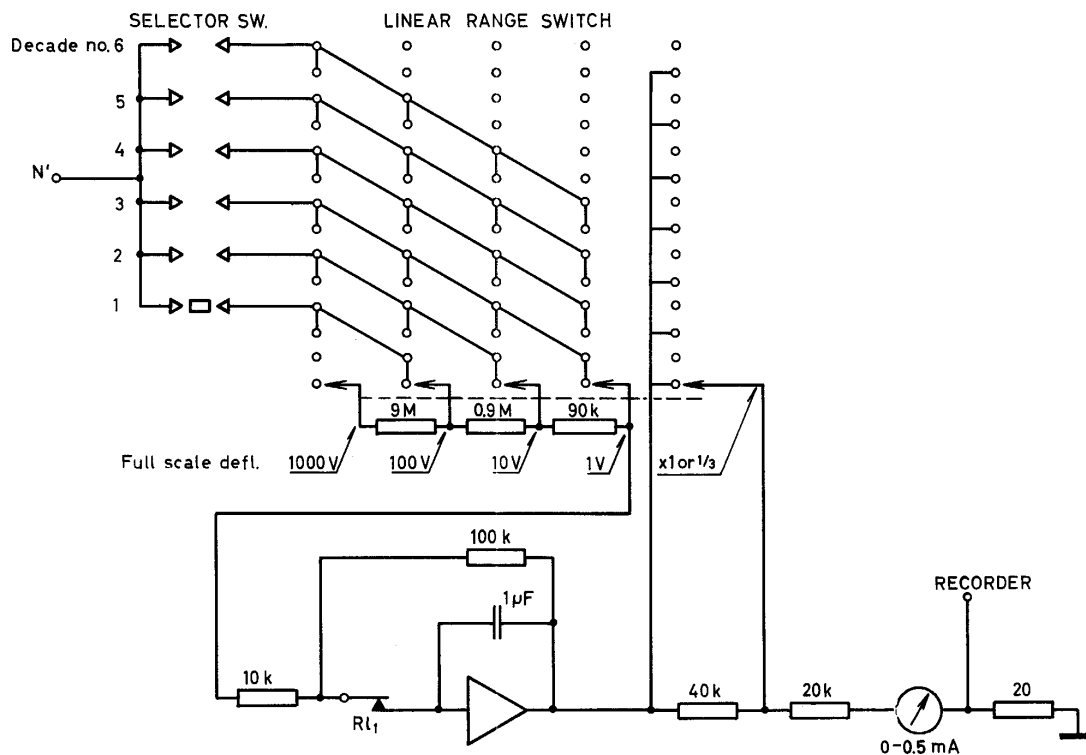 SELECTOR SW. LINEAR RANGE SWITCH
Decade no. 6
5
4
N'
3
2
1
9M 0.9M 90k
Full scale defl. 1000V 100V 10V 1V x1 or 1/3
100k
1µF
RECORDER
10k
Rl₁
40k 20k 20
0-0.5 mA